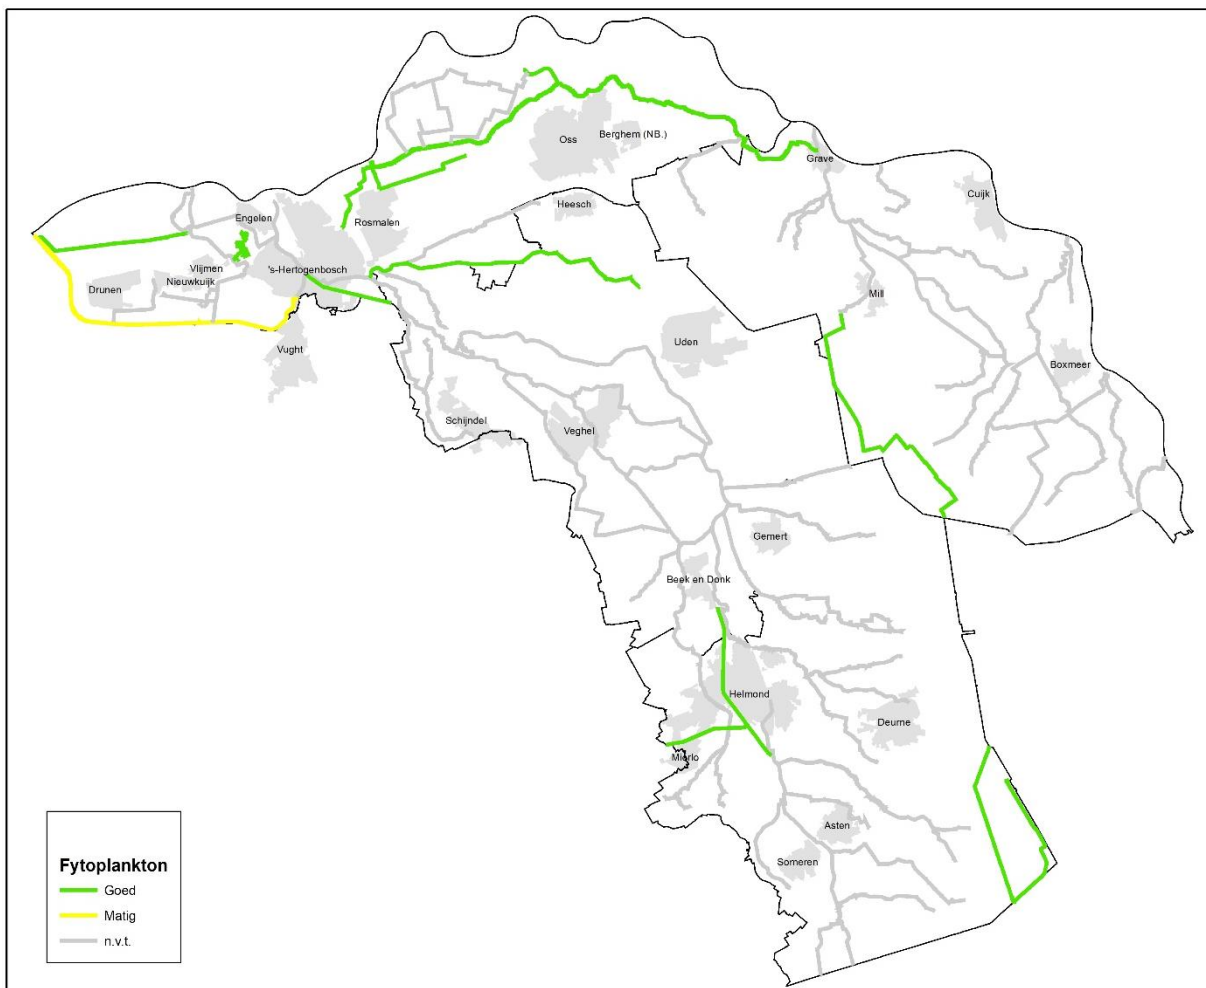 Oss
Berghem (NB.)
Grave
Cuijk
Heesch
Engelen
Rosmalen
's-Hertogenbosch
Vlijmen
Nieuwkuijk
Drunen
Mill
Vught
Uden
Boxmeer
Schijndel
Veghel
Gemert
Beek en Donk
Helmond
Deurne
Mierlo
Asten
Someren
Fytoplankton
Goed
Matig
n.v.t.